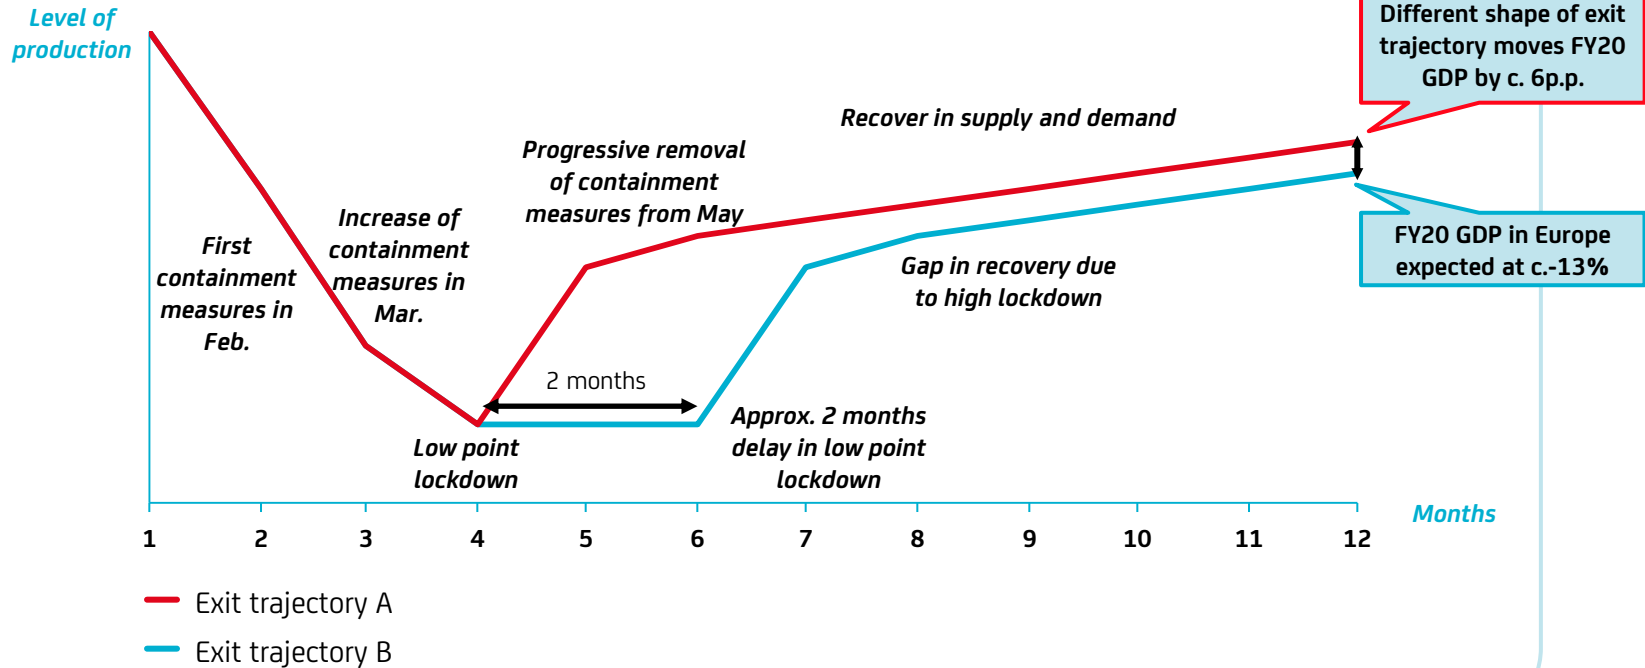 Level of
production
Different shape of exit
trajectory moves FY20
GDP by c. 6p.p.
Recover in supply and demand
Progressive removal
of containment
measures from May
Increase of
containment
measures in
Mar.
First
containment
measures in
Feb.
FY20 GDP in Europe
expected at c.-13%
Gap in recovery due
to high lockdown
2 months
Approx. 2 months
delay in low point
lockdown
Low point
lockdown
Months
1 2 3 4 5 6 7 8 9 10 11 12
Exit trajectory A
Exit trajectory B